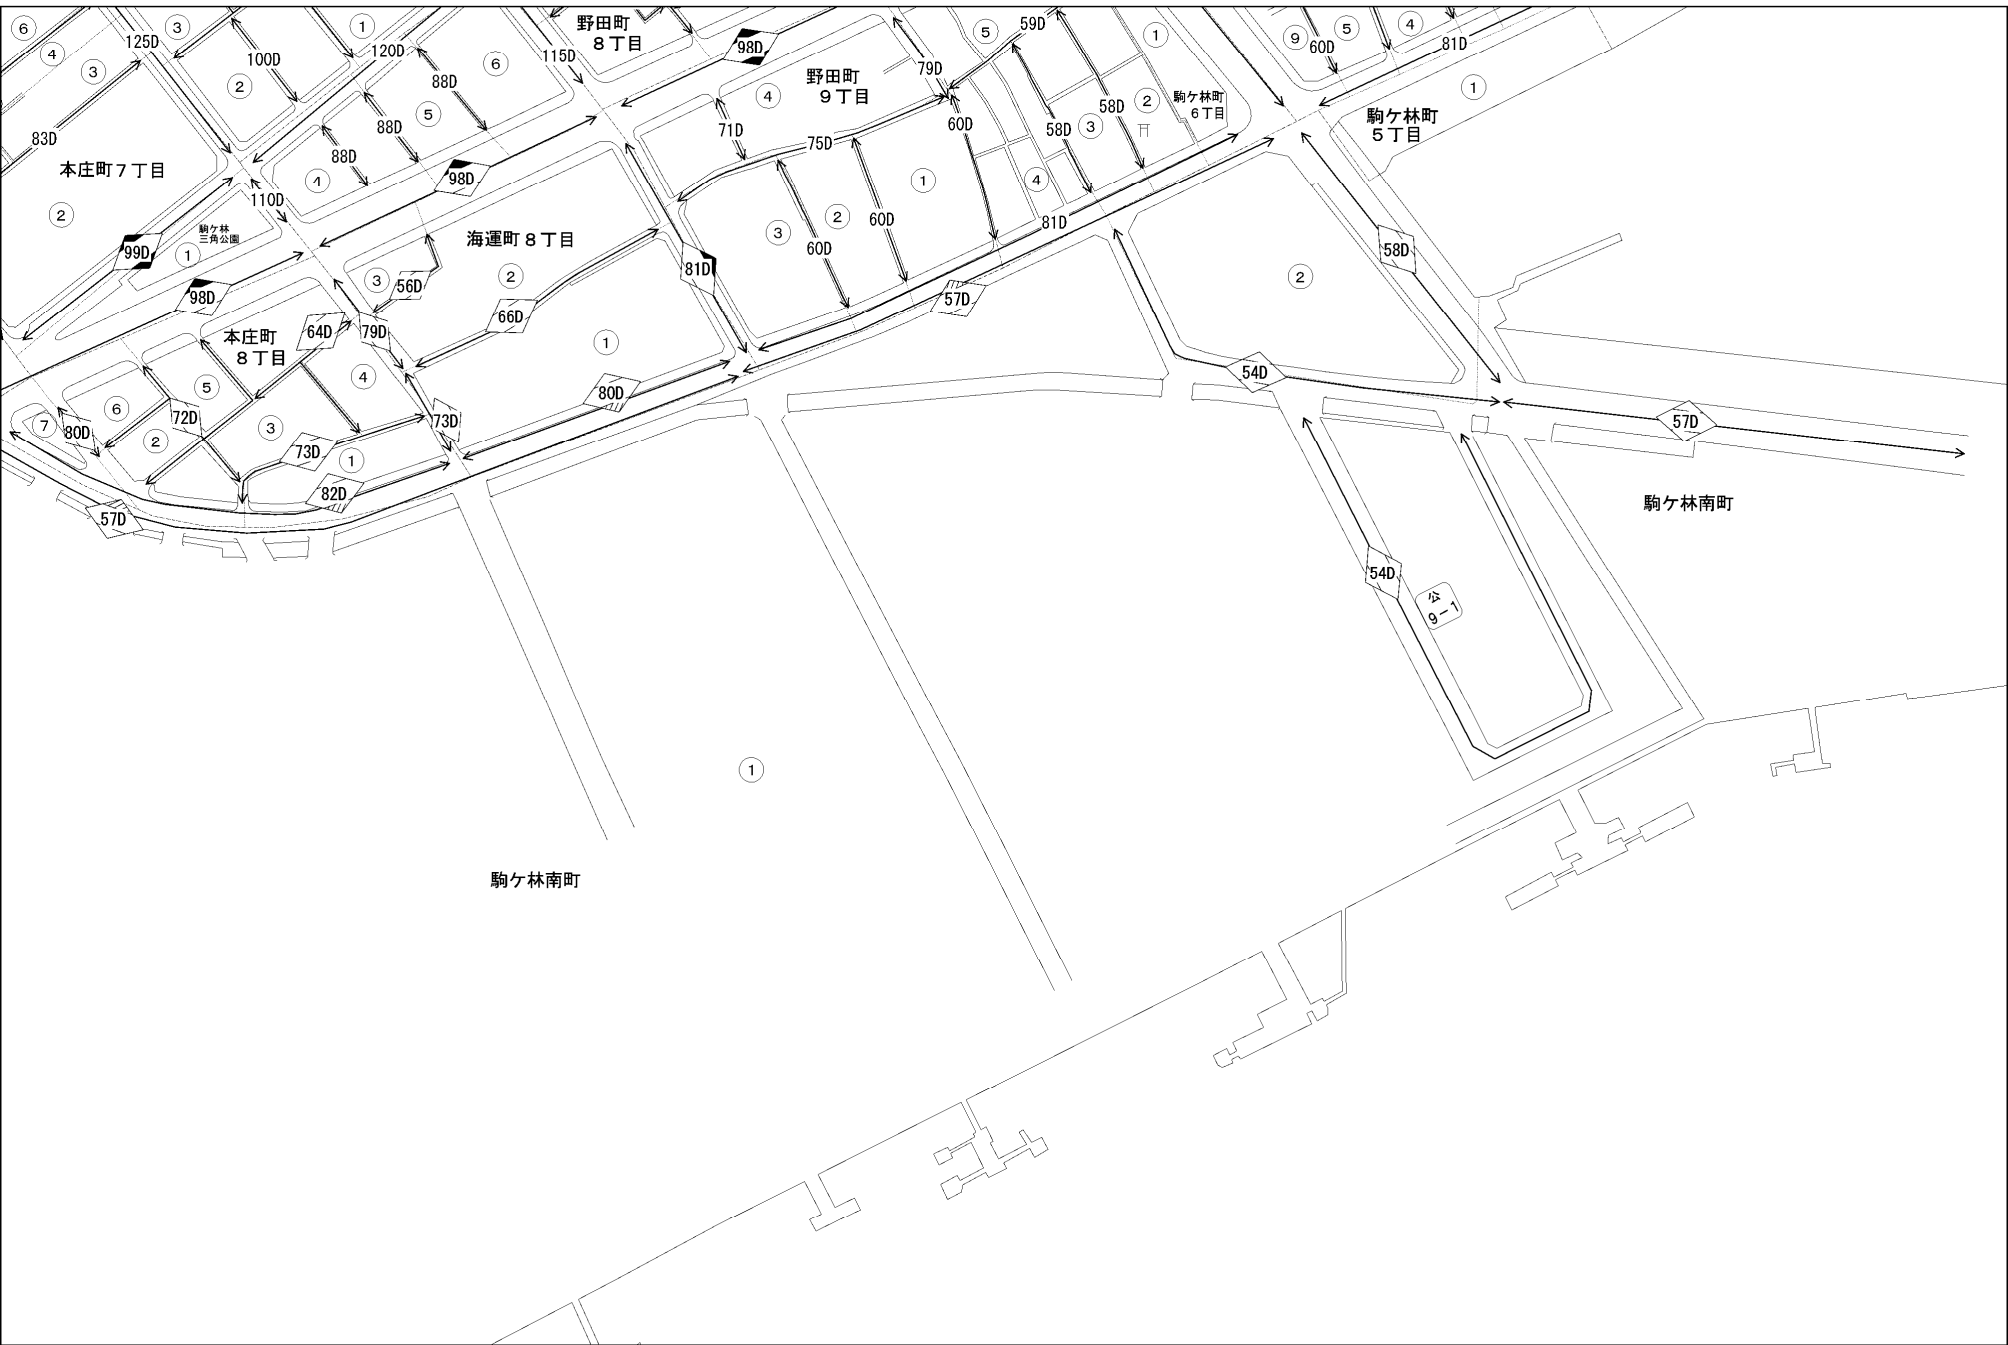 ⑥
④
③
125D
③
100D
②
①
120D
88D
⑥
115D
野田町
8丁目
98D
野田町
9丁目
79D
⑤
59D
①
⑨
60D
⑤
④
81D
83D
本庄町7丁目
②
88D
⑤
88D
④
98D
④
71D
75D
60D
58D
③
58D
②
駒ケ林町
6丁目
駒ケ林町
5丁目
①
110D
駒ケ林
三角公園
①
99D
98D
海運町8丁目
③
56D
②
66D
81D
③
60D
②
60D
①
④
81D
57D
58D
②
本庄町
8丁目
64D
79D
④
①
80D
54D
57D
⑤
⑥
72D
⑦
80D
②
③
73D
73D
①
82D
57D
駒ケ林南町
54D
公
9-1
①
駒ケ林南町